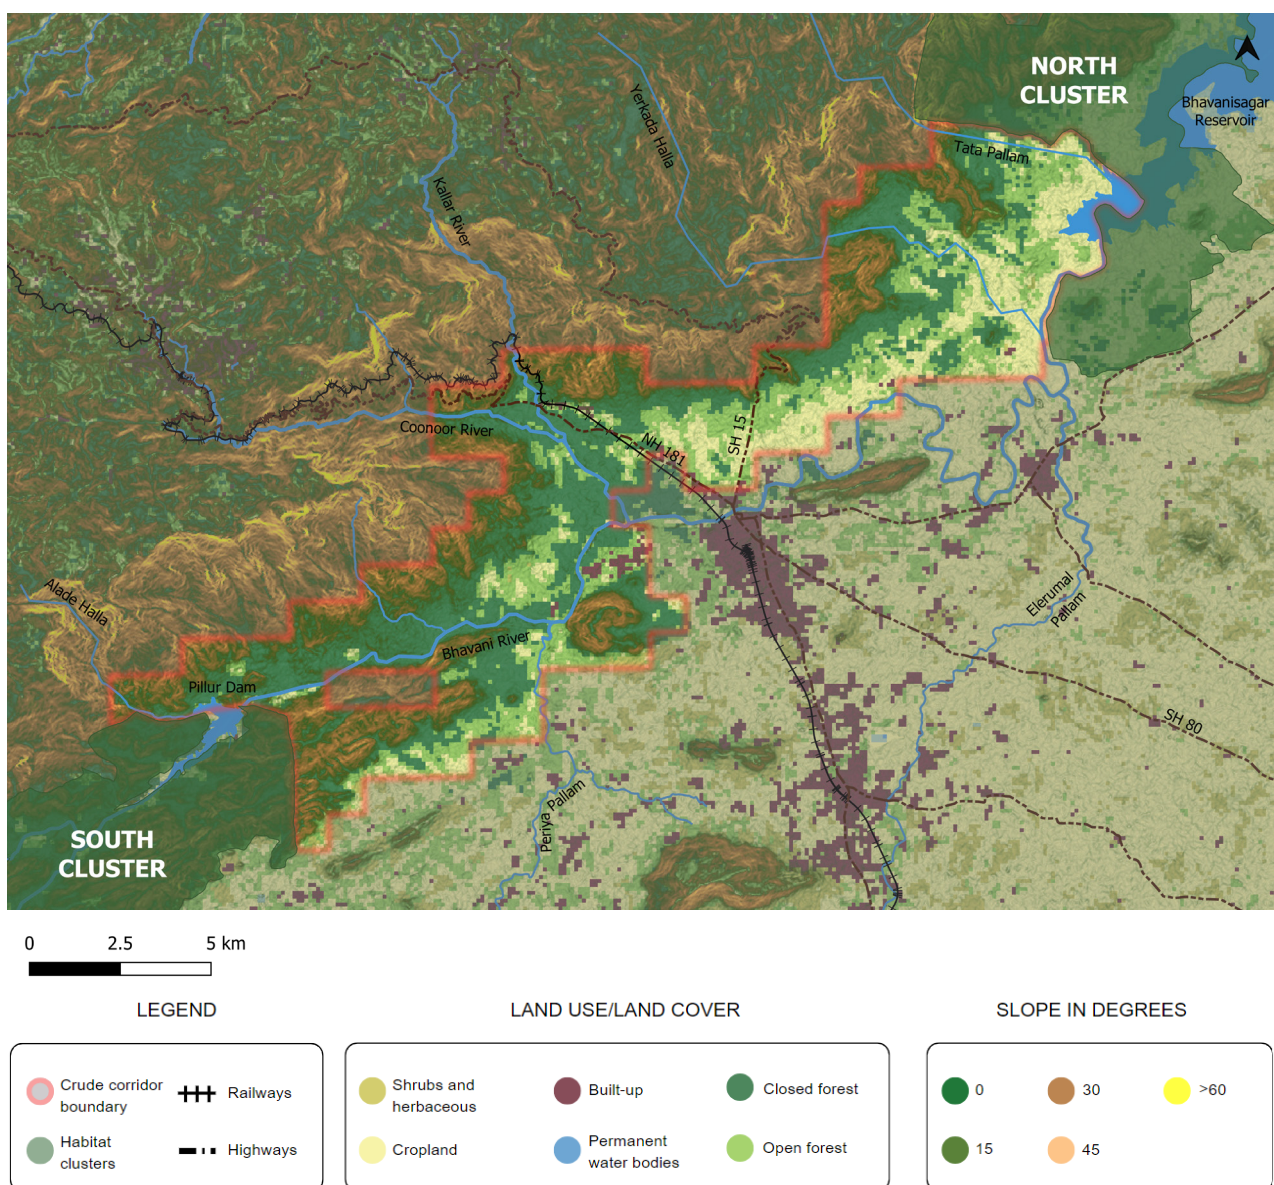 NORTH
CLUSTER
Bhavanisagar
Reservoir
Yerkada Halla
Tata Pallam
Kallar River
Coonoor River
NH 181
SH 15
Alade Halla
Elerumal
Pallam
Bhavani River
Pillur Dam
SH 80
Periya Pallam
SOUTH
CLUSTER
0 2.5 5 km
LEGEND
Crude corridor
boundary
Railways
Habitat
clusters
Highways
LAND USE/LAND COVER
Shrubs and
herbaceous
Built-up
Closed forest
Cropland
Permanent
water bodies
Open forest
SLOPE IN DEGREES
0
30
>60
15
45